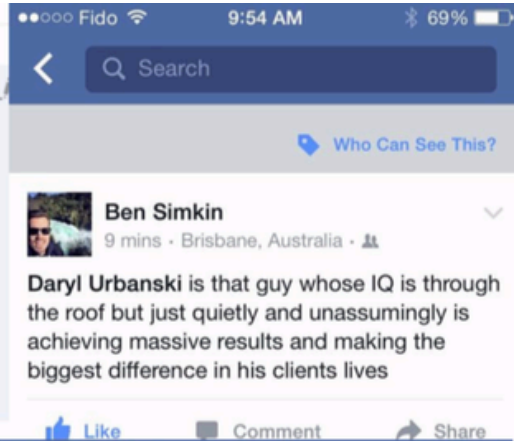 Fido 9:54 AM 69%
Search
Who Can See This?
Ben Simkin
9 mins · Brisbane, Australia ·
Daryl Urbanski is that guy whose IQ is through
the roof but just quietly and unassumingly is
achieving massive results and making the
biggest difference in his clients lives
Like Comment Share